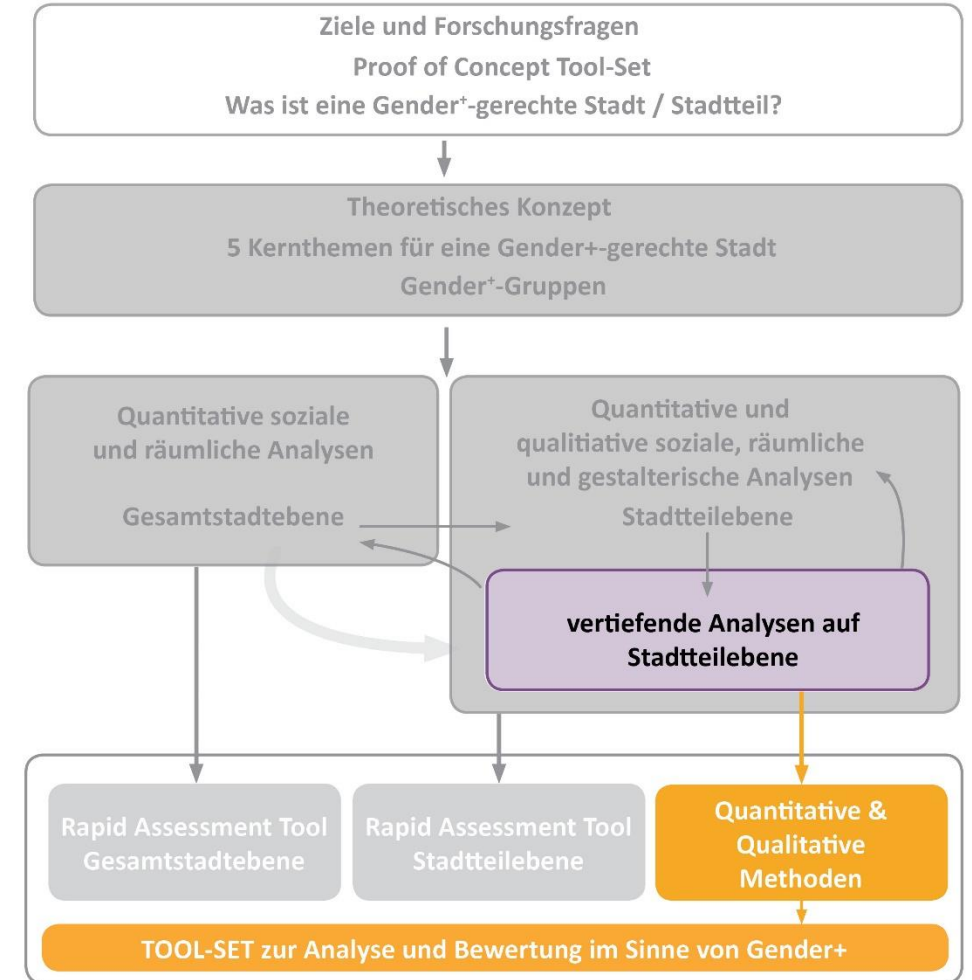 Ziele und Forschungsfragen
Proof of Concept Tool-Set
Was ist eine Gender⁺-gerechte Stadt / Stadtteil?
Theoretisches Konzept
5 Kernthemen für eine Gender+-gerechte Stadt
Gender⁺-Gruppen
Quantitative soziale
und räumliche Analysen
Gesamtstadtebene
Quantitative und
qualitiative soziale, räumliche
und gestalterische Analysen
Stadtteilebene
vertiefende Analysen auf
Stadtteilebene
Rapid Assessment Tool
Gesamtstadtebene
Rapid Assessment Tool
Stadtteilebene
Quantitative &
Qualitative
Methoden
TOOL-SET zur Analyse und Bewertung im Sinne von Gender+